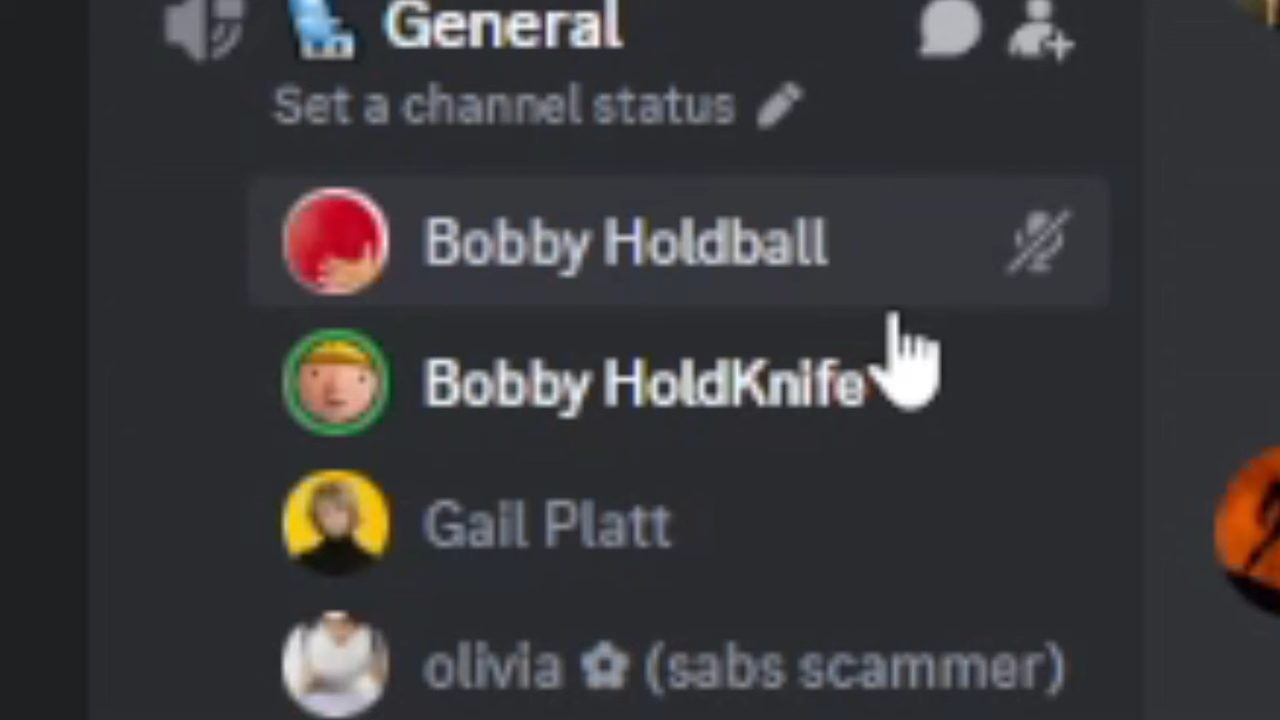 General
Set a channel status
Bobby Holdball
Bobby HoldKnife
Gail Platt
olivia ✿ (sabs scammer)